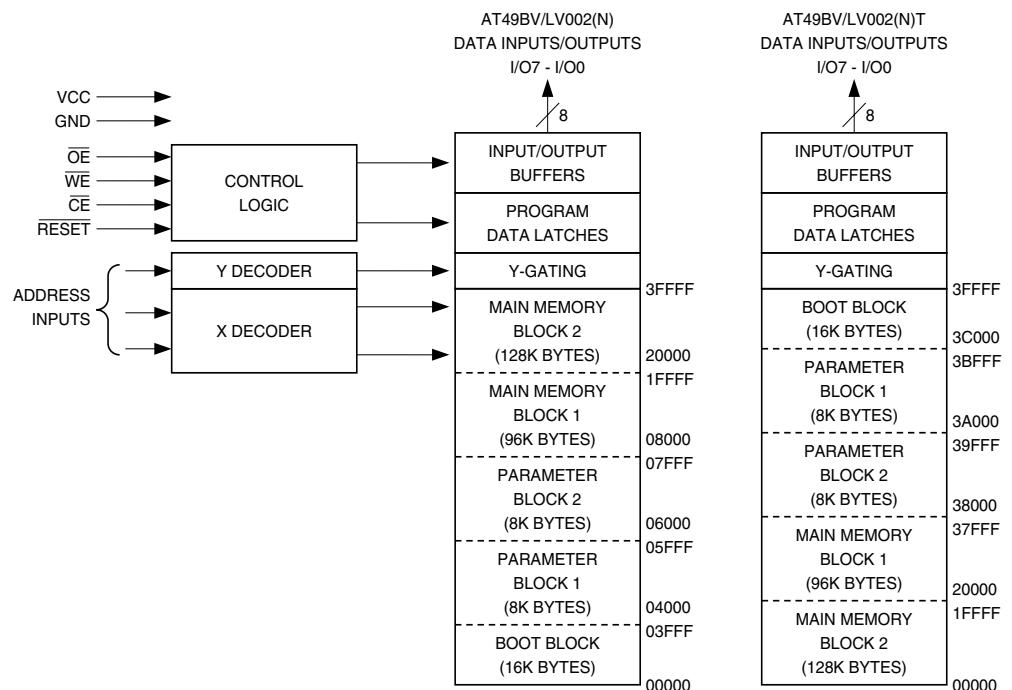 AT49BV/LV002(N)
DATA INPUTS/OUTPUTS
I/O7 - I/O0
8
AT49BV/LV002(N)T
DATA INPUTS/OUTPUTS
I/O7 - I/O0
8
VCC
GND
OE
WE
CE
RESET
CONTROL
LOGIC
ADDRESS
INPUTS
Y DECODER
X DECODER
INPUT/OUTPUT
BUFFERS
PROGRAM
DATA LATCHES
Y-GATING
3FFFF
MAIN MEMORY
BLOCK 2
(128K BYTES)
20000
1FFFF
MAIN MEMORY
BLOCK 1
(96K BYTES)
08000
07FFF
PARAMETER
BLOCK 2
(8K BYTES)
06000
05FFF
PARAMETER
BLOCK 1
(8K BYTES)
04000
03FFF
BOOT BLOCK
(16K BYTES)
00000
INPUT/OUTPUT
BUFFERS
PROGRAM
DATA LATCHES
Y-GATING
3FFFF
BOOT BLOCK
(16K BYTES)
3C000
3BFFF
PARAMETER
BLOCK 1
(8K BYTES)
3A000
39FFF
PARAMETER
BLOCK 2
(8K BYTES)
38000
37FFF
MAIN MEMORY
BLOCK 1
(96K BYTES)
20000
1FFFF
MAIN MEMORY
BLOCK 2
(128K BYTES)
00000